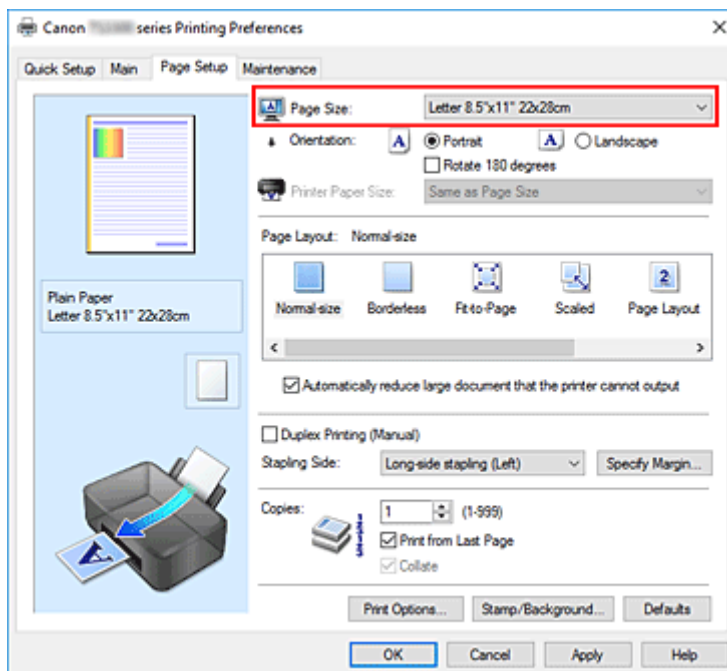 Canon series Printing Preferences
Quick Setup Main Page Setup Maintenance
Page Size: Letter 8.5"x11" 22x28cm
Orientation: A Portrait A Landscape
Rotate 180 degrees
Printer Paper Size: Same as Page Size
Page Layout: Normal-size
Normal-size Borderless Fit-to-Page Scaled Page Layout
Plain Paper
Letter 8.5"x11" 22x28cm
Automatically reduce large document that the printer cannot output
Duplex Printing (Manual)
Stapling Side: Long-side stapling (Left) Specify Margin...
Copies: 1 (1-999)
Print from Last Page
Collate
Print Options... Stamp/Background... Defaults
OK Cancel Apply Help